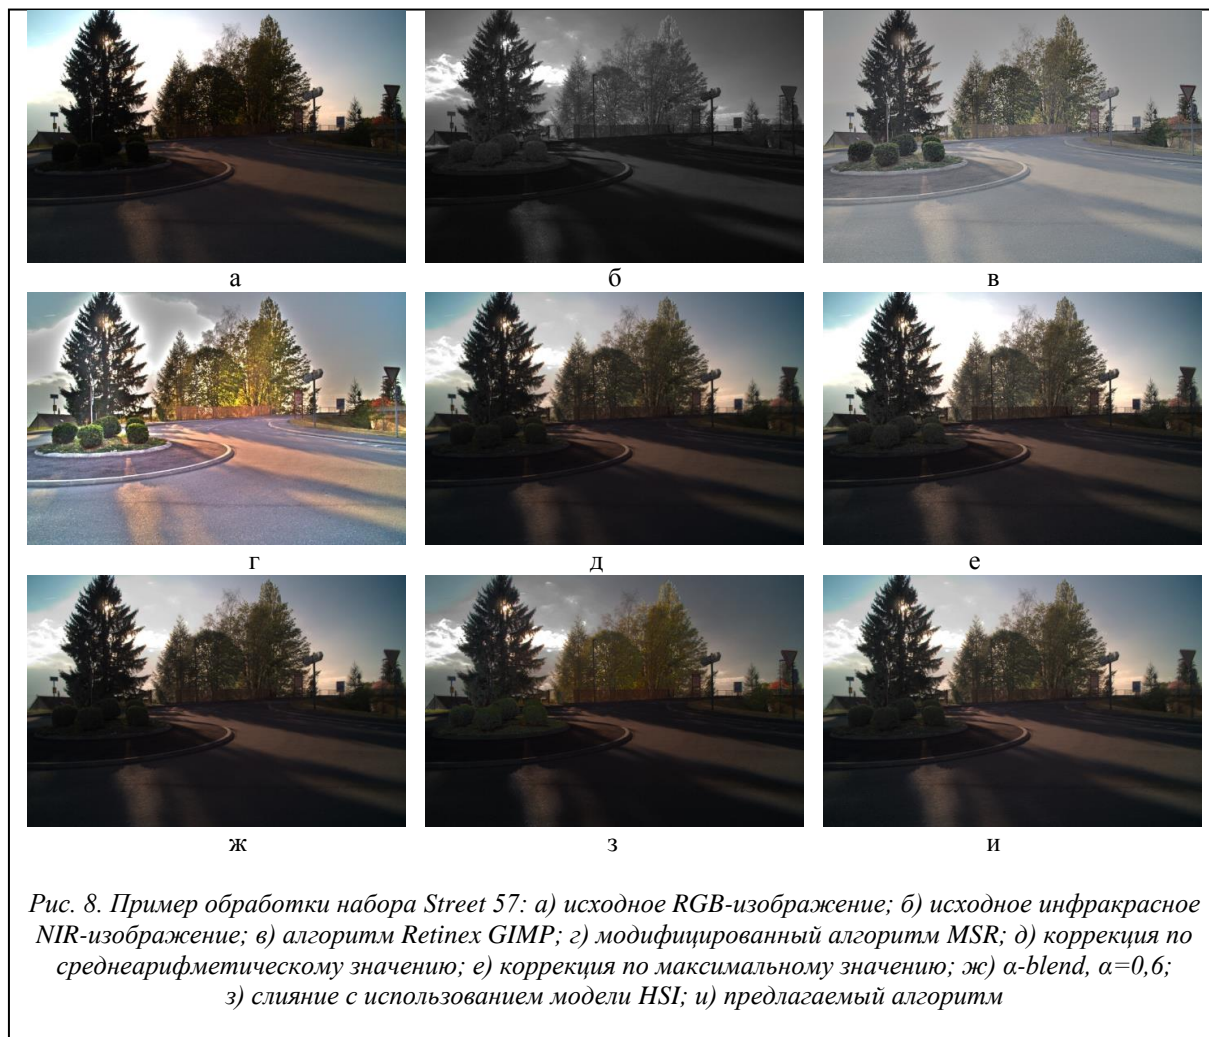 а
б
в
г
д
е
ж
з
и
Рис. 8. Пример обработки набора Street 57: а) исходное RGB-изображение; б) исходное инфракрасное
NIR-изображение; в) алгоритм Retinex GIMP; г) модифицированный алгоритм MSR; д) коррекция по
среднеарифметическому значению; е) коррекция по максимальному значению; ж) α-blend, α=0,6;
з) слияние с использованием модели HSI; и) предлагаемый алгоритм